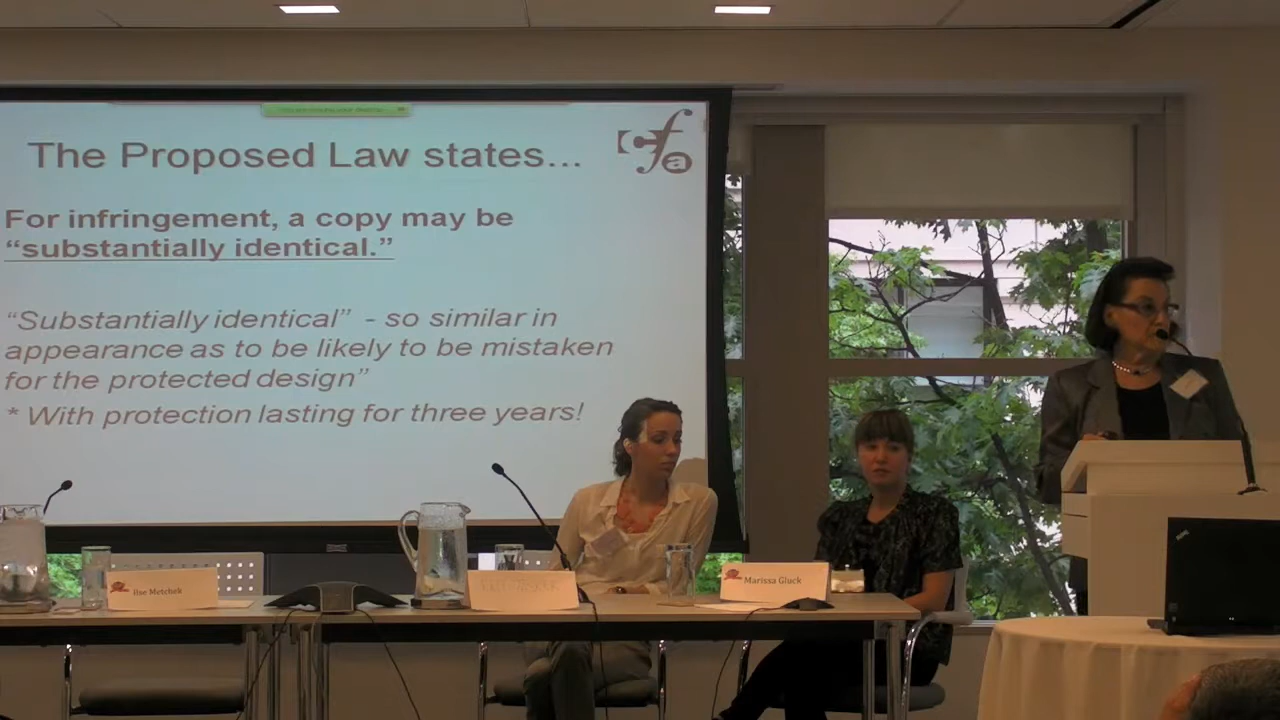 The Proposed Law states...
cfa
For infringement, a copy may be
“substantially identical.”
“Substantially identical” - so similar in
appearance as to be likely to be mistaken
for the protected design”
* With protection lasting for three years!
Ilse Metchek
Marissa Gluck
ThinkPad